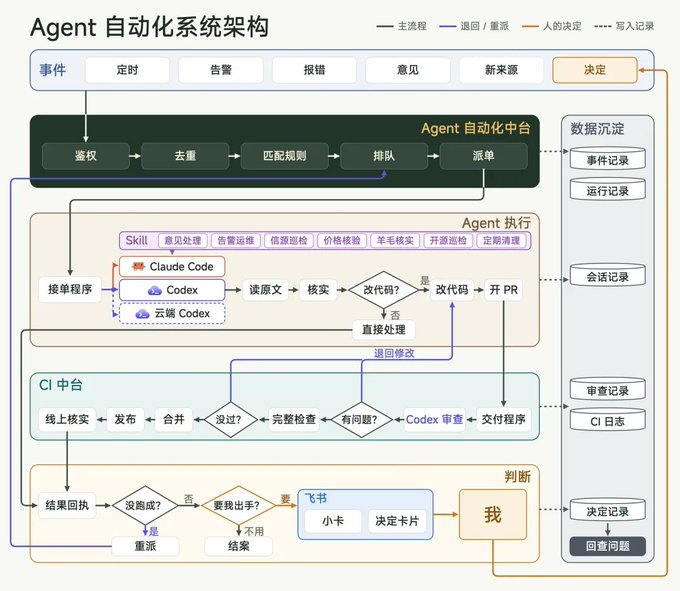 Agent 自动化系统架构
主流程
退回 / 重派
人的决定
写入记录
事件
定时
告警
报错
意见
新来源
决定
Agent 自动化中台
鉴权
去重
匹配规则
排队
派单
数据沉淀
事件记录
运行记录
Agent 执行
Skill
意见处理
告警运维
信源巡检
价格核验
羊毛核实
开源巡检
定期清理
接单程序
Claude Code
Codex
云端 Codex
读原文
核实
改代码?
是
改代码
开 PR
否
直接处理
会话记录
退回修改
CI 中台
线上核实
发布
合并
没过?
完整检查
有问题?
Codex 审查
交付程序
审查记录
CI 日志
判断
结果回执
没跑成?
否
要我出手?
要
飞书
小卡
决定卡片
我
是
重派
不用
结案
决定记录
回查问题